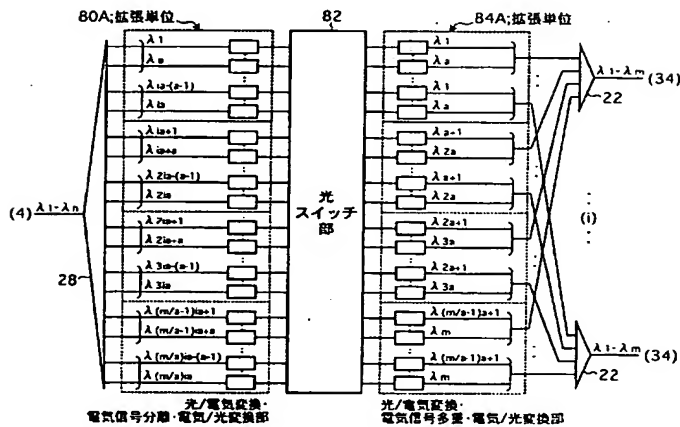 80A;拡張単位
82
84A;拡張単位
λ1
λa
λia-(a-1)
λia
λia+1
λia+a
λ2ia-(a-1)
λ2ia
λ2ia+a
λ3ia-(a-1)
λ3ia
λ(m/a-1)ia+1
λ(m/a-1)ia+a
λ(m/a)ia-(a-1)
λ(m/a)ia
(4) λ1-λn
28
光
スイッチ
部
λ1
λa
λ1
λa
λa+1
λ2a
λa+1
λ2a
λ2a+1
λ3a
λ2a+1
λ3a
λ(m/a-1)a+1
λm
λ(m/a-1)a+1
λm
λ1-λm (34)
22
(i)
λ1-λm (34)
22
光/電気変換・
電気信号分離・電気/光変換部
光/電気変換・
電気信号多重・電気/光変換部